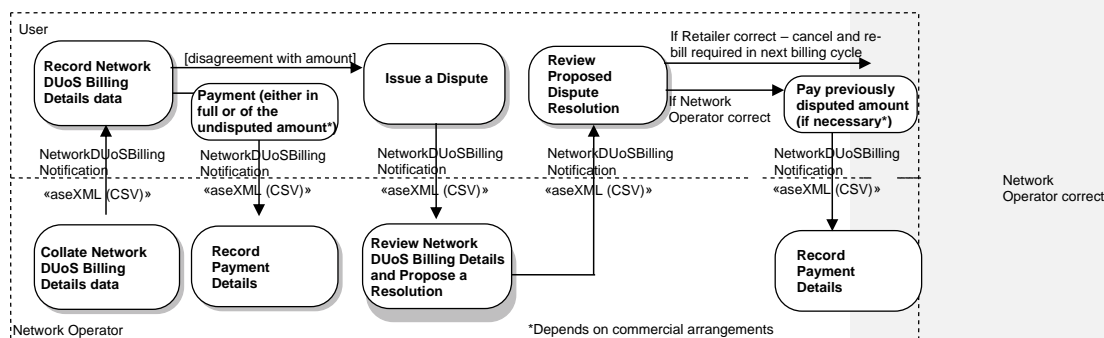 User
If Retailer correct – cancel and re-
bill required in next billing cycle
[disagreement with amount]
Record Network
DUoS Billing
Details data
Issue a Dispute
Review
Proposed
Dispute
Resolution
Payment (either in
full or of the
undisputed amount*)
If Network
Operator correct
Pay previously
disputed amount
(if necessary*)
NetworkDUoSBilling
Notification
«aseXML (CSV)»
NetworkDUoSBilling
Notification
«aseXML (CSV)»
NetworkDUoSBilling
Notification
«aseXML (CSV)»
NetworkDUoSBilling
Notification
«aseXML (CSV)»
NetworkDUoSBilling
Notification
«aseXML (CSV)»
Network
Operator correct
Collate Network
DUoS Billing
Details data
Record
Payment
Details
Review Network
DUoS Billing Details
and Propose a
Resolution
Record
Payment
Details
Network Operator
*Depends on commercial arrangements